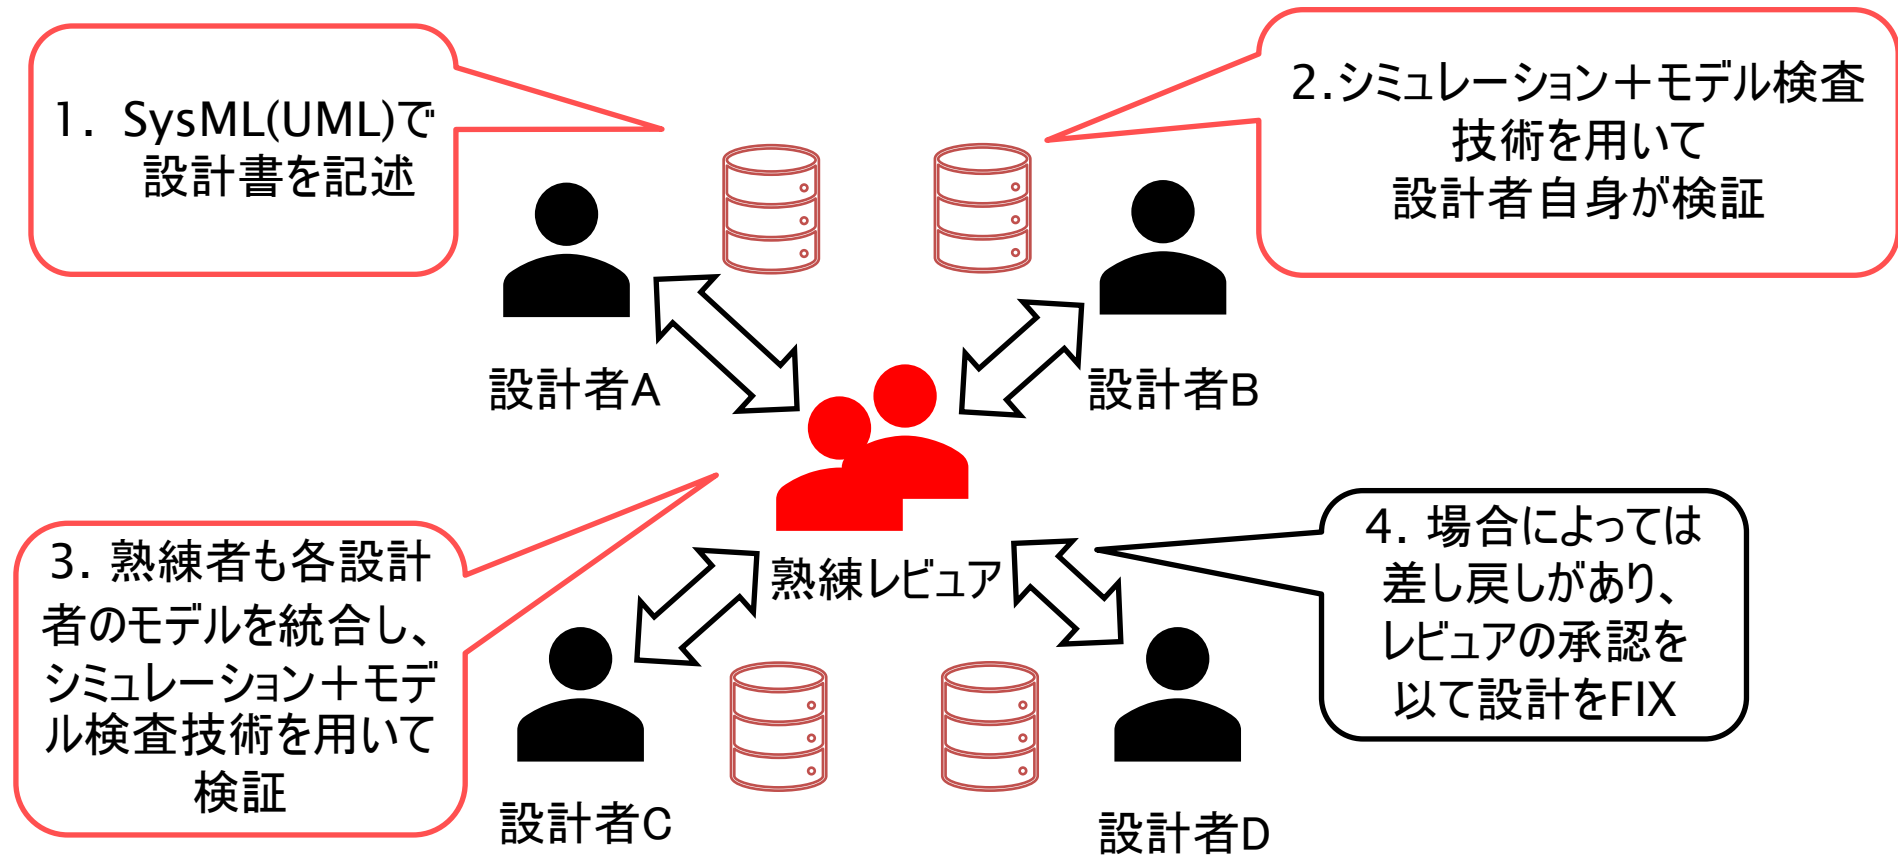 1. SysML(UML)で
設計書を記述
2.シミュレーション＋モデル検査
技術を用いて
設計者自身が検証
設計者A
設計者B
3. 熟練者も各設計
者のモデルを統合し、
シミュレーション＋モデ
ル検査技術を用いて
検証
熟練レビュア
4. 場合によっては
差し戻しがあり、
レビュアの承認を
以て設計をFIX
設計者C
設計者D